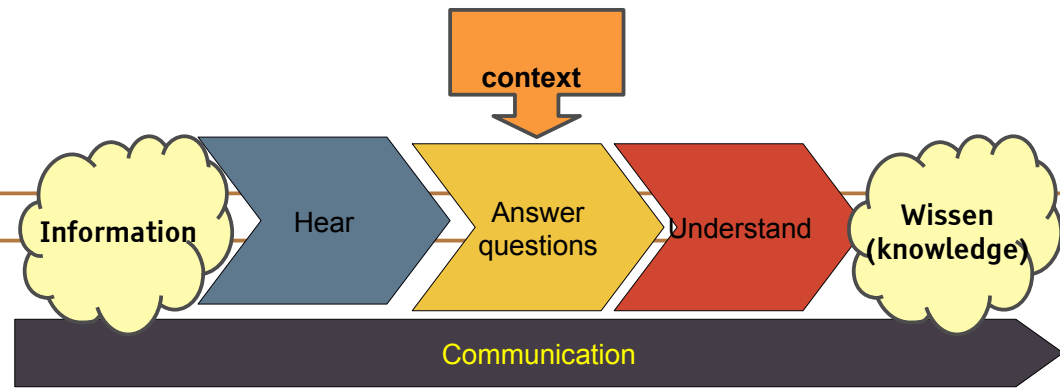 context
Information
Hear
Answer
questions
Understand
Wissen
(knowledge)
Communication